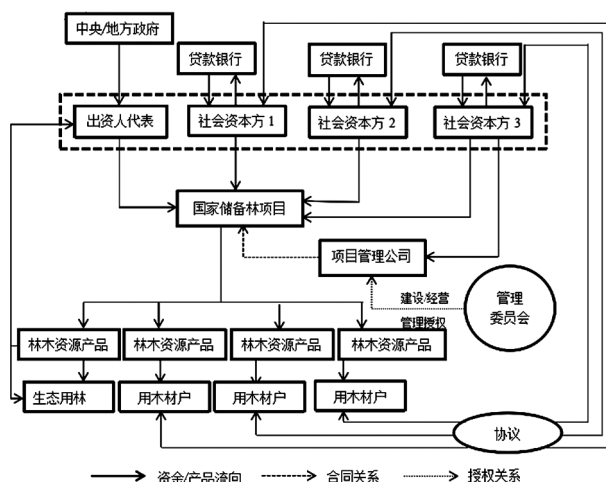 中央/地方政府
贷款银行
贷款银行
贷款银行
出资人代表
社会资本方 1
社会资本方 2
社会资本方 3
国家储备林项目
项目管理公司
建设/经营
管理授权
管理
委员会
林木资源产品
林木资源产品
林木资源产品
林木资源产品
生态用林
用木材户
用木材户
用木材户
协议
资金/产品流向
合同关系
授权关系